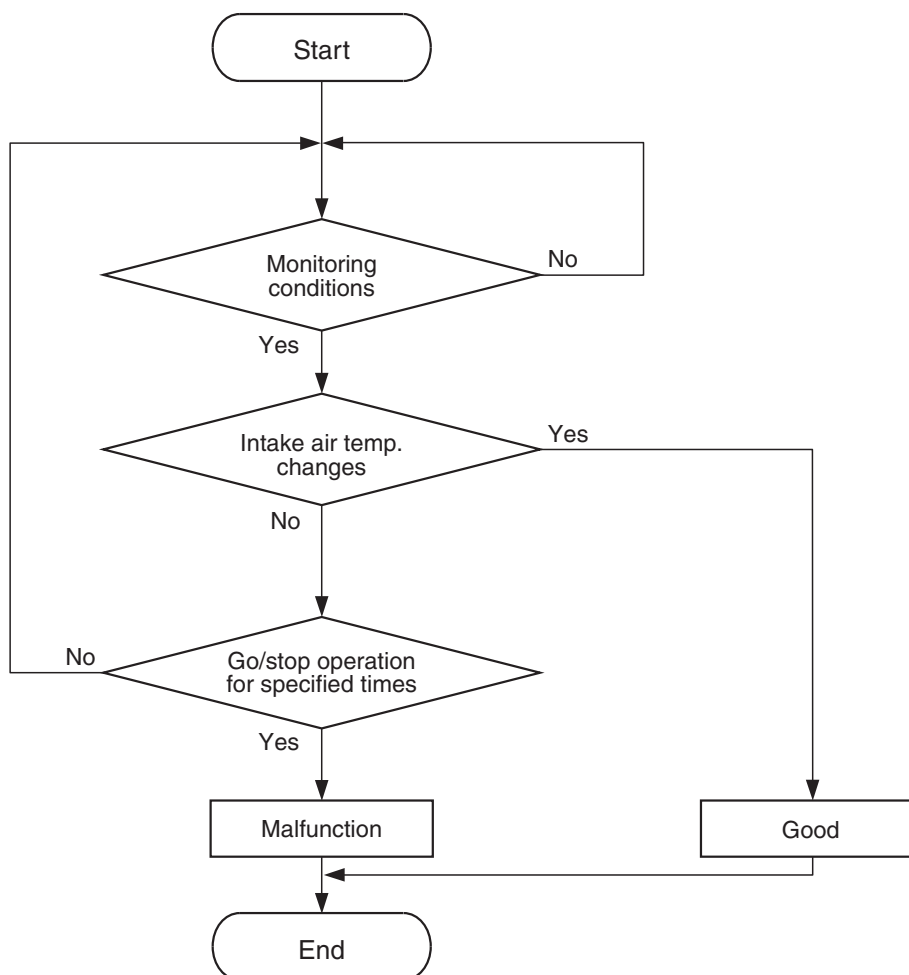 Start
Monitoring
conditions
No
Yes
Intake air temp.
changes
Yes
No
Go/stop operation
for specified times
No
Yes
Malfunction
Good
End